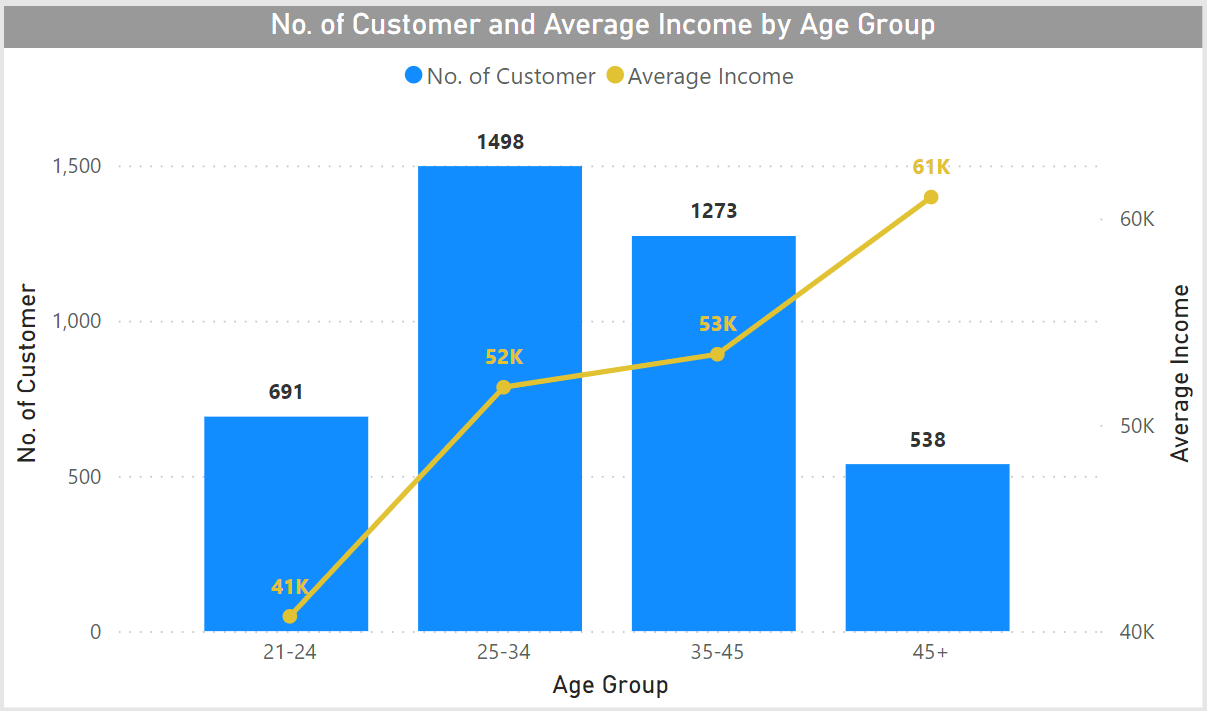 No. of Customer and Average Income by Age Group
No. of Customer Average Income
1498
1,500
61K
1273
60K
53K
1,000
52K
691
50K
538
500
41K
0
40K
21-24 25-34 35-45 45+
Age Group
No. of Customer
Average Income